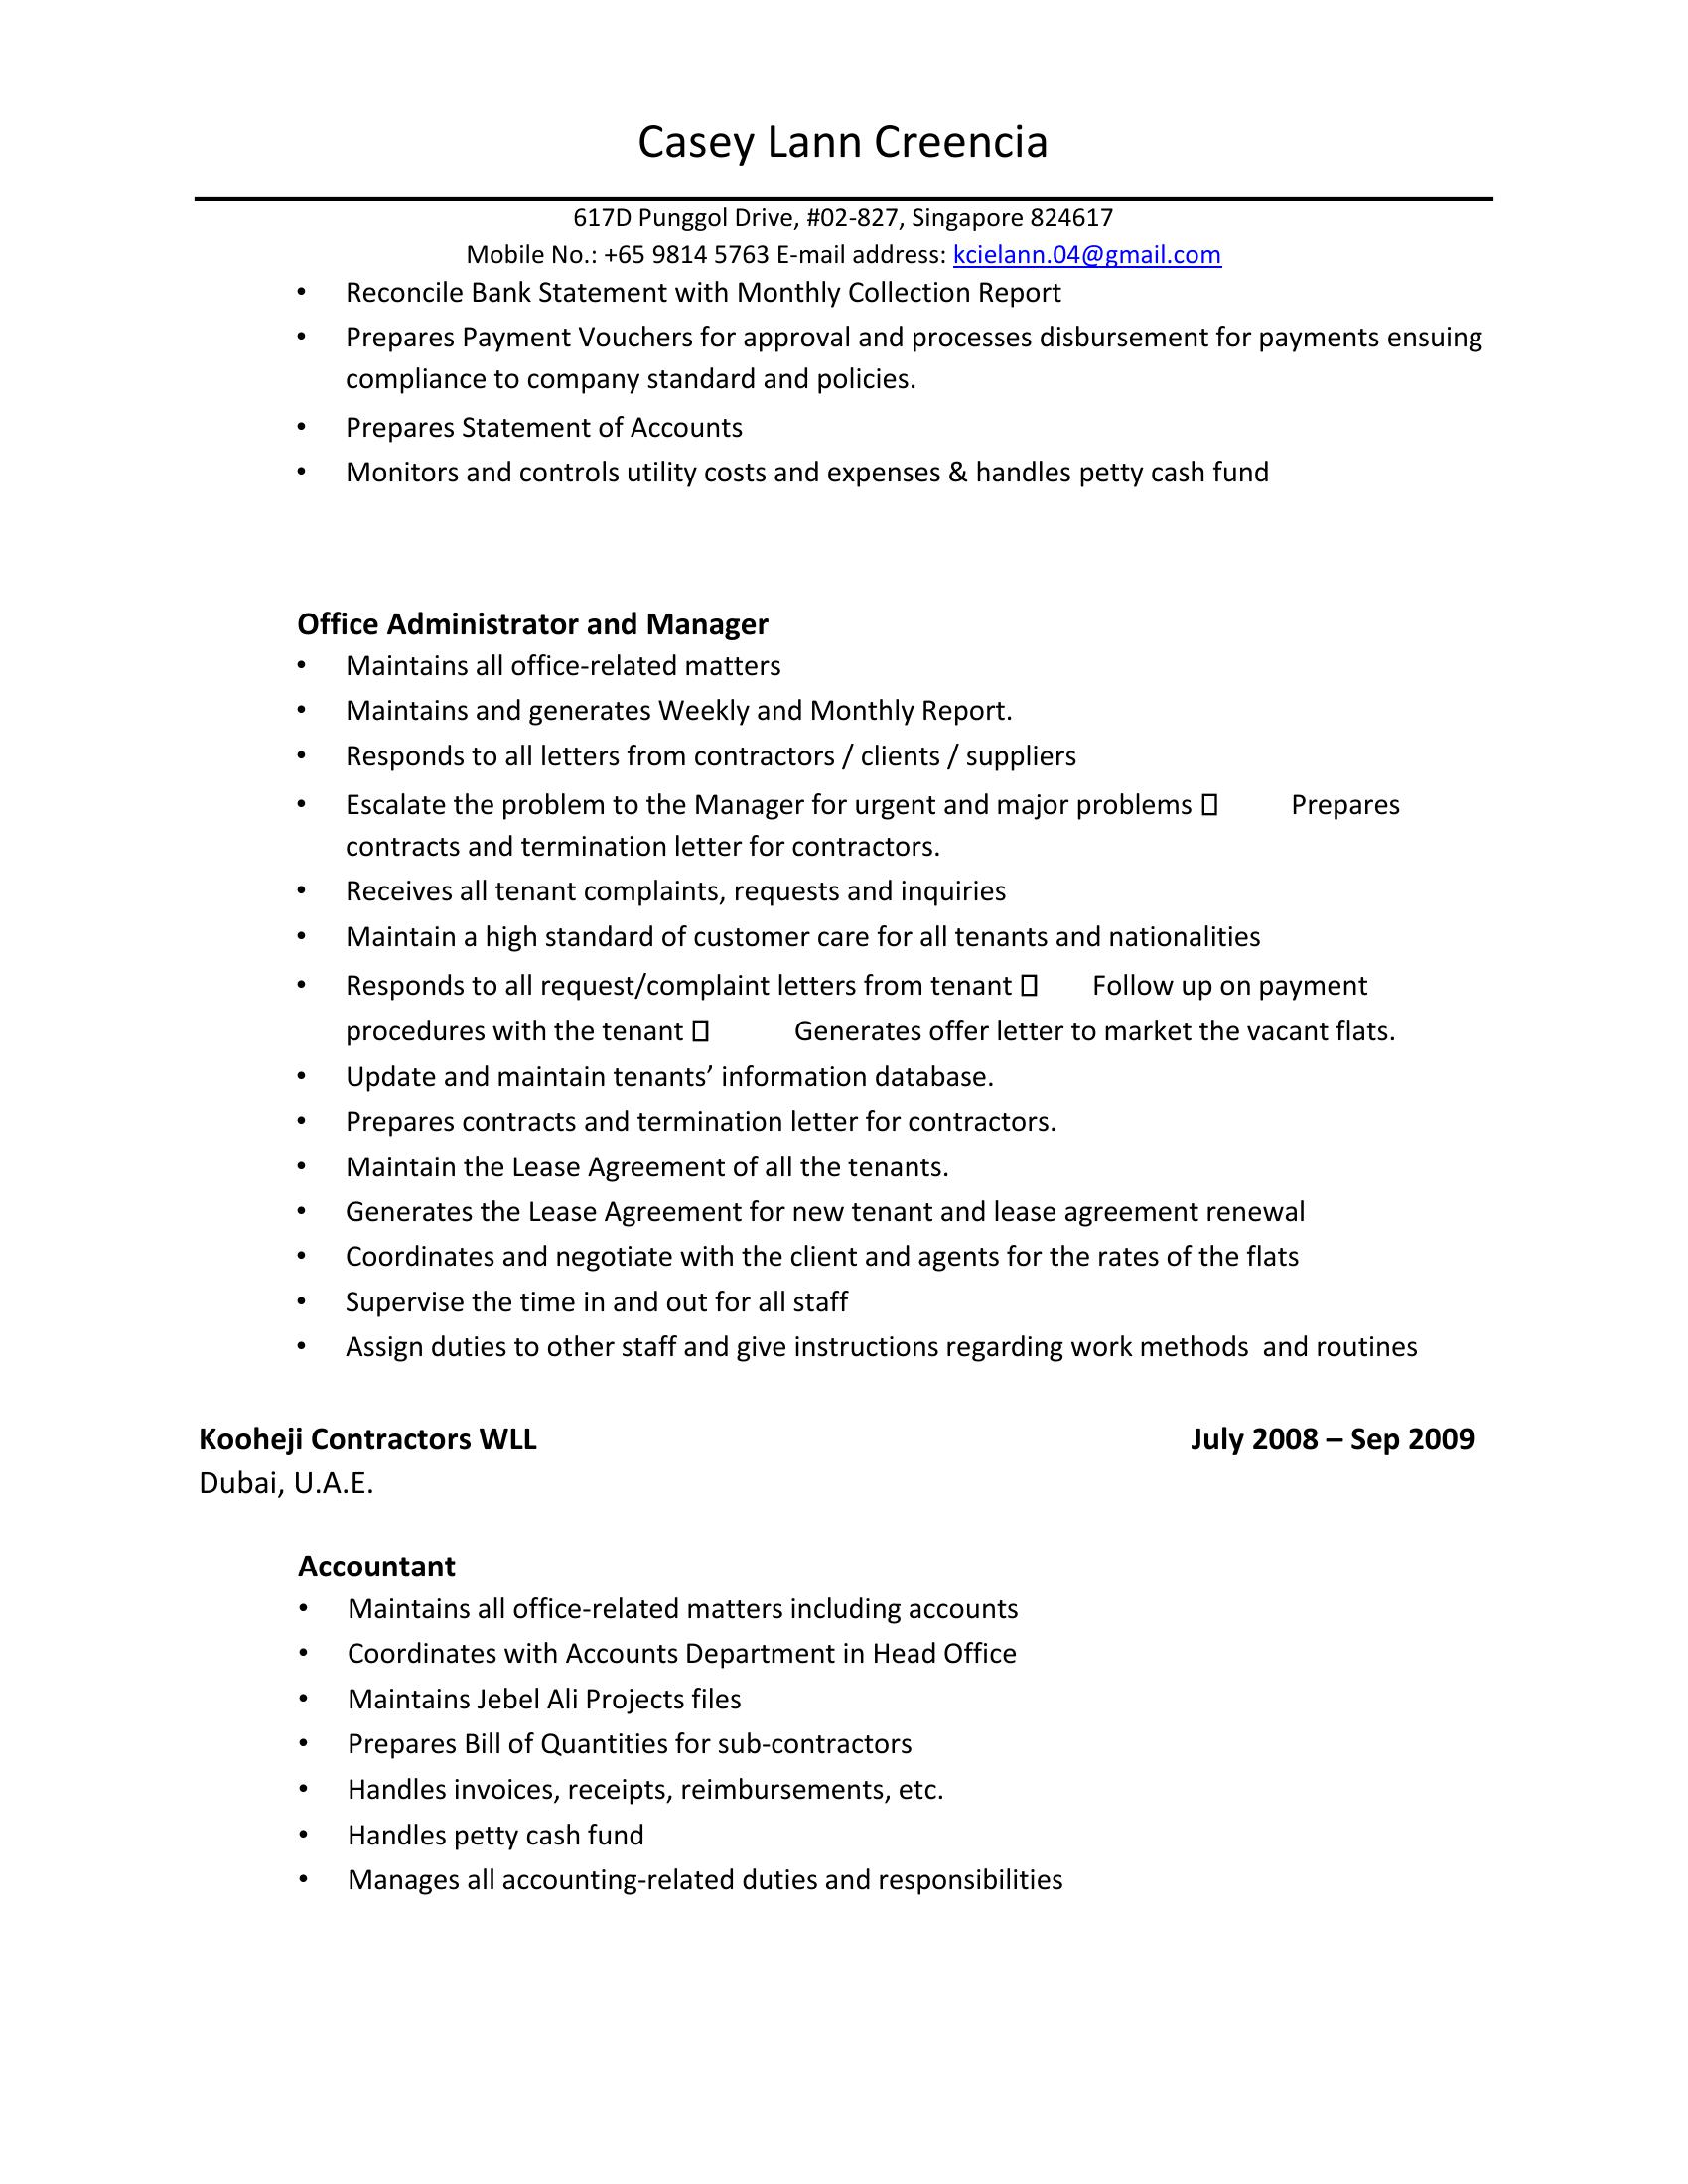 Casey Lann Creencia
617D Punggol Drive, #02-827, Singapore 824617
Mobile No.: +65 9814 5763 E-mail address: kcielann.04@gmail.com
• Reconcile Bank Statement with Monthly Collection Report
• Prepares Payment Vouchers for approval and processes disbursement for payments ensuing
compliance to company standard and policies.
• Prepares Statement of Accounts
• Monitors and controls utility costs and expenses & handles petty cash fund
Office Administrator and Manager
• Maintains all office-related matters
• Maintains and generates Weekly and Monthly Report.
• Responds to all letters from contractors / clients / suppliers
• Escalate the problem to the Manager for urgent and major problems  Prepares
contracts and termination letter for contractors.
• Receives all tenant complaints, requests and inquiries
• Maintain a high standard of customer care for all tenants and nationalities
• Responds to all request/complaint letters from tenant  Follow up on payment
procedures with the tenant  Generates offer letter to market the vacant flats.
• Update and maintain tenants’ information database.
• Prepares contracts and termination letter for contractors.
• Maintain the Lease Agreement of all the tenants.
• Generates the Lease Agreement for new tenant and lease agreement renewal
• Coordinates and negotiate with the client and agents for the rates of the flats
• Supervise the time in and out for all staff
• Assign duties to other staff and give instructions regarding work methods  and routines
Kooheji Contractors WLL July 2008 – Sep 2009
Dubai, U.A.E.
Accountant
• Maintains all office-related matters including accounts
• Coordinates with Accounts Department in Head Office
• Maintains Jebel Ali Projects files
• Prepares Bill of Quantities for sub-contractors
• Handles invoices, receipts, reimbursements, etc.
• Handles petty cash fund
• Manages all accounting-related duties and responsibilities